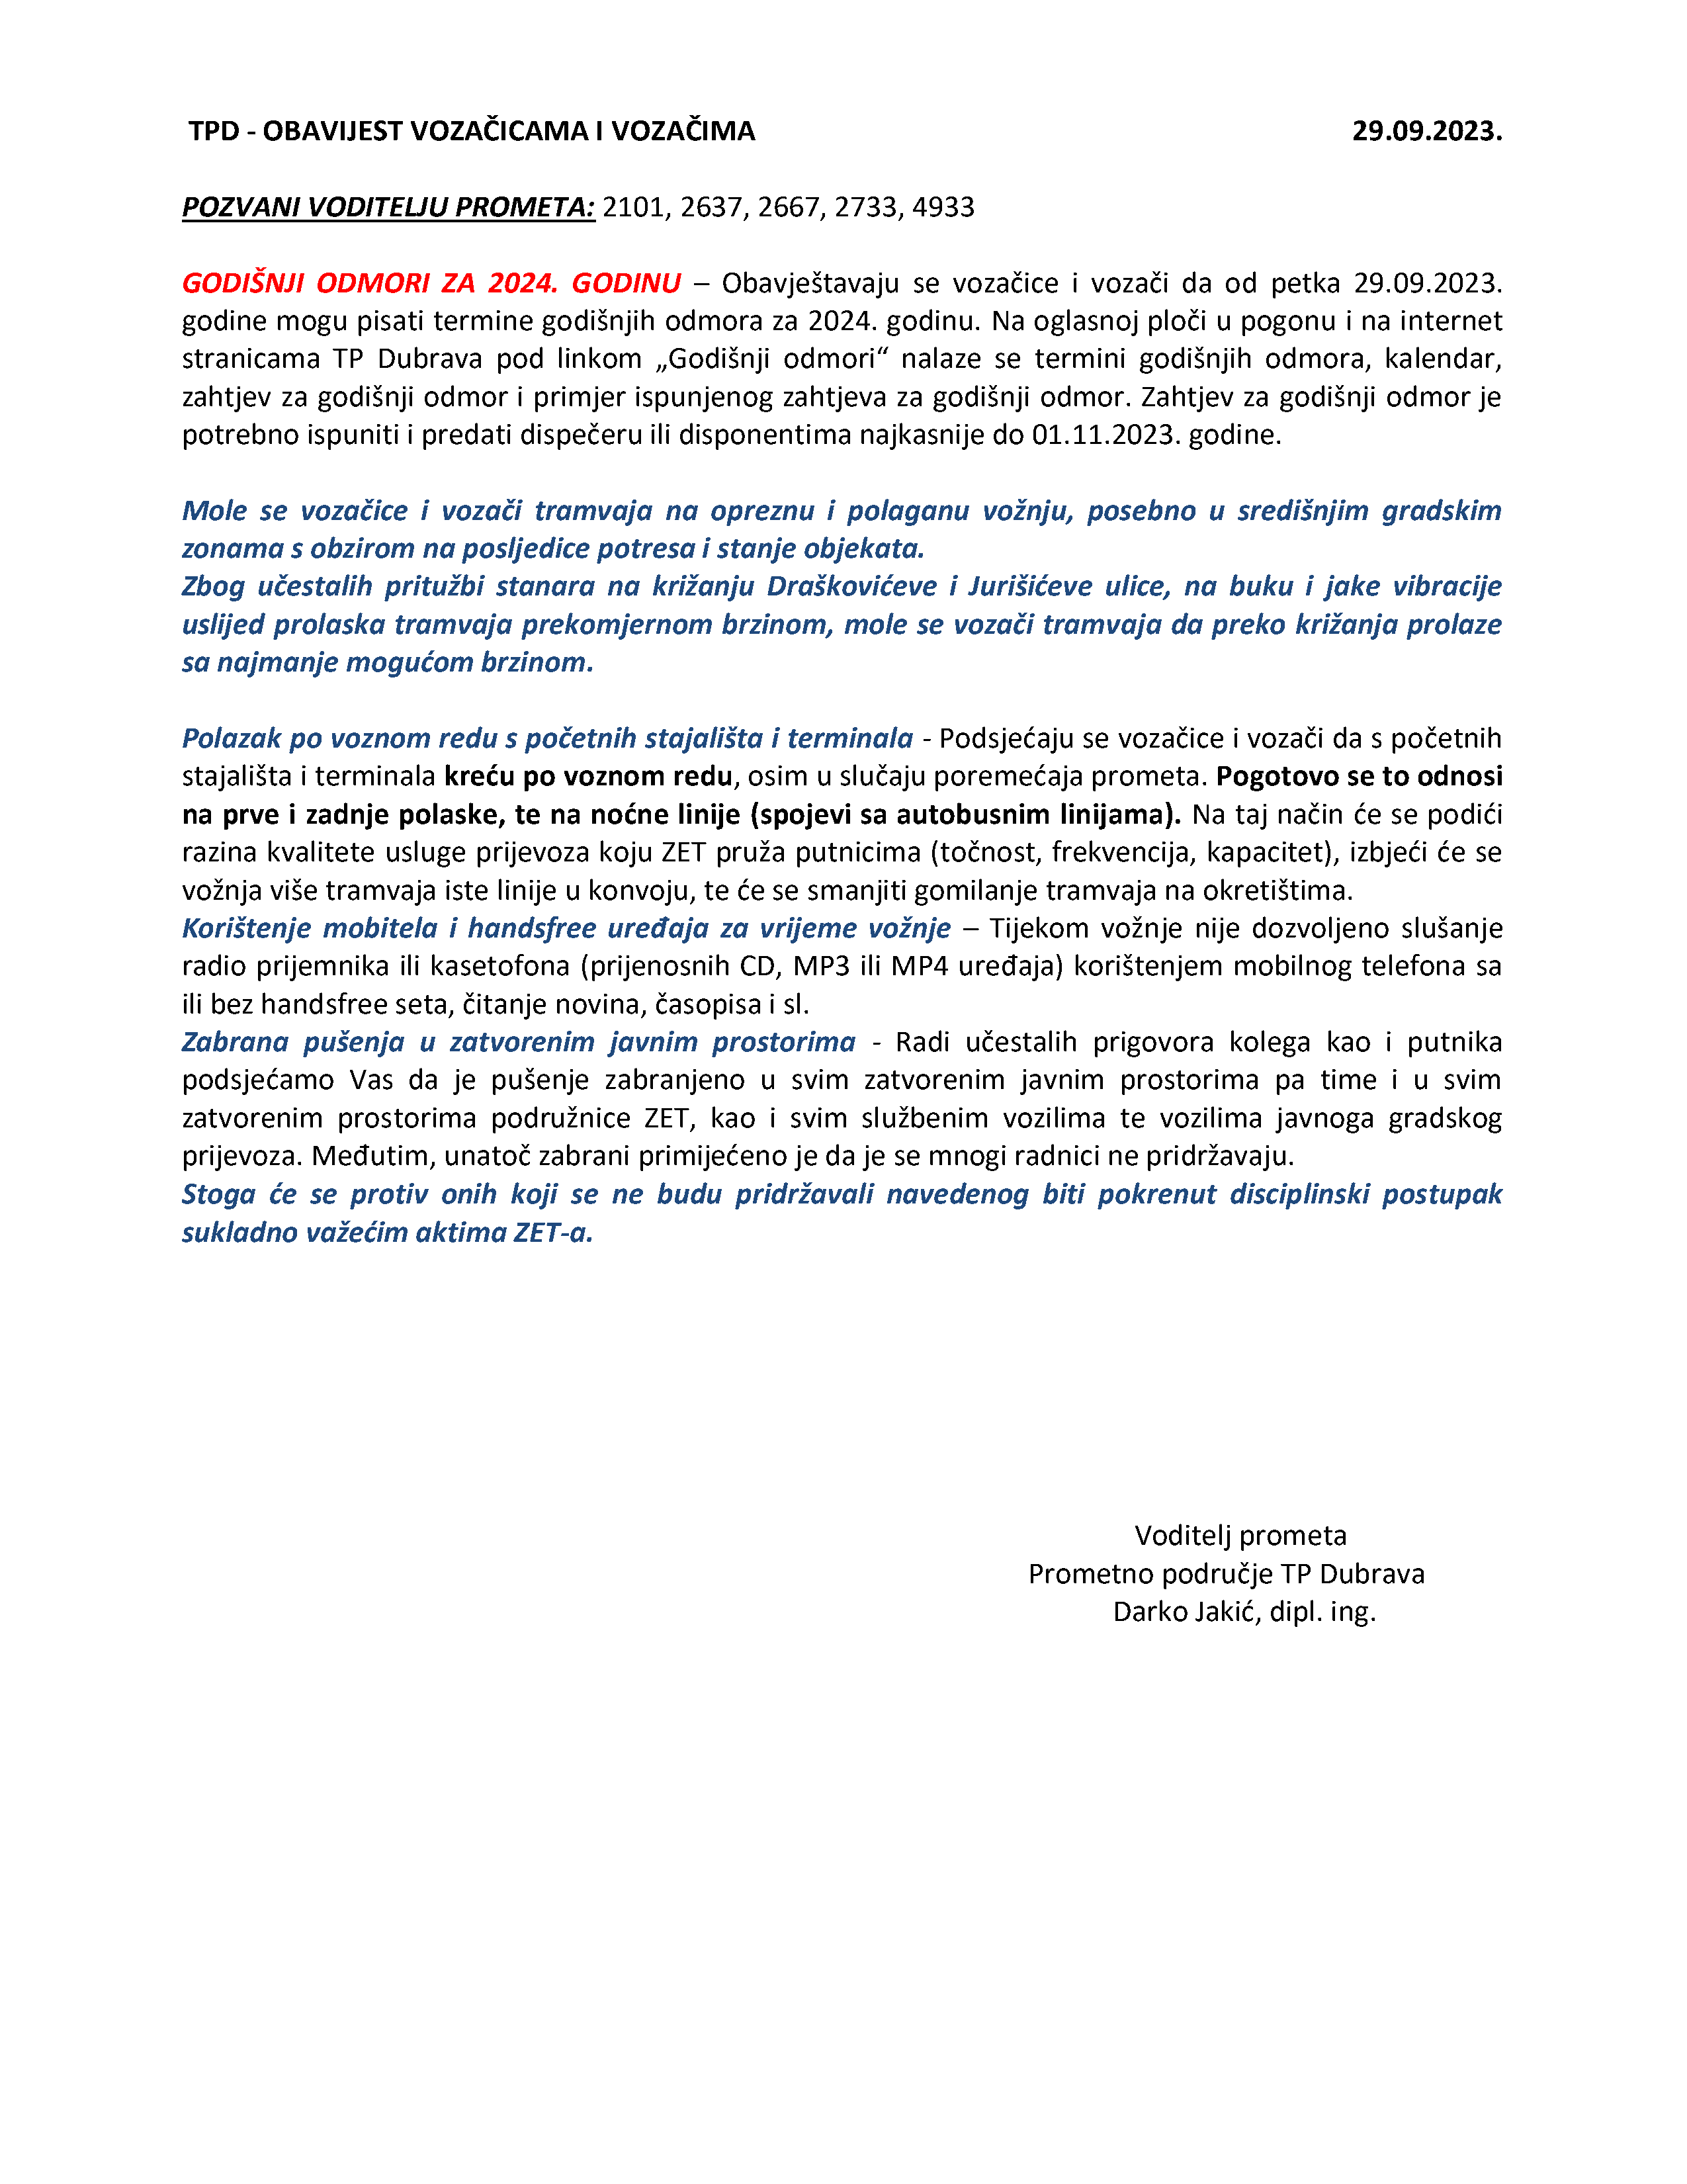 TPD - OBAVIJEST VOZAČICAMA I VOZAČIMA 29.09.2023.
POZVANI VODITELJU PROMETA: 2101, 2637, 2667, 2733, 4933
GODIŠNJI ODMORI ZA 2024. GODINU – Obavještavaju se vozačice i vozači da od petka 29.09.2023.
godine mogu pisati termine godišnjih odmora za 2024. godinu. Na oglasnoj ploči u pogonu i na internet
stranicama TP Dubrava pod linkom „Godišnji odmori“ nalaze se termini godišnjih odmora, kalendar,
zahtjev za godišnji odmor i primjer ispunjenog zahtjeva za godišnji odmor. Zahtjev za godišnji odmor je
potrebno ispuniti i predati dispečeru ili disponentima najkasnije do 01.11.2023. godine.
Mole se vozačice i vozači tramvaja na opreznu i polaganu vožnju, posebno u središnjim gradskim
zonama s obzirom na posljedice potresa i stanje objekata.
Zbog učestalih pritužbi stanara na križanju Draškovićeve i Jurišićeve ulice, na buku i jake vibracije
uslijed prolaska tramvaja prekomjernom brzinom, mole se vozači tramvaja da preko križanja prolaze
sa najmanje mogućom brzinom.
Polazak po voznom redu s početnih stajališta i terminala - Podsjećaju se vozačice i vozači da s početnih
stajališta i terminala kreću po voznom redu, osim u slučaju poremećaja prometa. Pogotovo se to odnosi
na prve i zadnje polaske, te na noćne linije (spojevi sa autobusnim linijama). Na taj način će se podići
razina kvalitete usluge prijevoza koju ZET pruža putnicima (točnost, frekvencija, kapacitet), izbjeći će se
vožnja više tramvaja iste linije u konvoju, te će se smanjiti gomilanje tramvaja na okretištima.
Korištenje mobitela i handsfree uređaja za vrijeme vožnje – Tijekom vožnje nije dozvoljeno slušanje
radio prijemnika ili kasetofona (prijenosnih CD, MP3 ili MP4 uređaja) korištenjem mobilnog telefona sa
ili bez handsfree seta, čitanje novina, časopisa i sl.
Zabrana pušenja u zatvorenim javnim prostorima - Radi učestalih prigovora kolega kao i putnika
podsjećamo Vas da je pušenje zabranjeno u svim zatvorenim javnim prostorima pa time i u svim
zatvorenim prostorima podružnice ZET, kao i svim službenim vozilima te vozilima javnoga gradskog
prijevoza. Međutim, unatoč zabrani primijećeno je da je se mnogi radnici ne pridržavaju.
Stoga će se protiv onih koji se ne budu pridržavali navedenog biti pokrenut disciplinski postupak
sukladno važećim aktima ZET-a.
Voditelj prometa
Prometno područje TP Dubrava
Darko Jakić, dipl. ing.